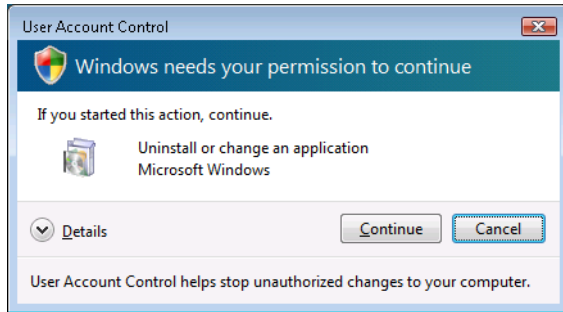 User Account Control
Windows needs your permission to continue
If you started this action, continue.
Uninstall or change an application
Microsoft Windows
Details
Continue
Cancel
User Account Control helps stop unauthorized changes to your computer.